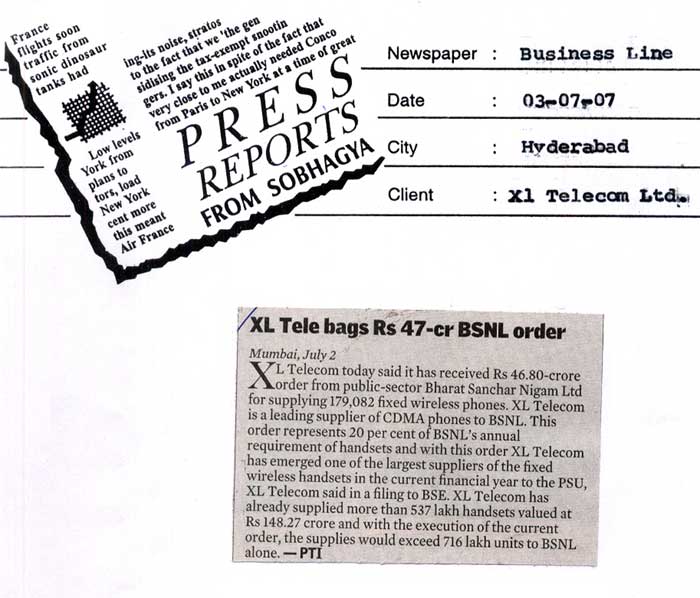 France
flights soon
traffic from
sonic dinosaur
tanks had
ing-its noise, stratos
to the fact that we 'the gen
sidising the tax-exempt snootin
gers. I say this in spite of the fact that
very close to me actually needed Conco
from Paris to New York at a time of great
Low levels
York from
plans to
tors, load
New York
cent more
this meant
Air France
PRESS
REPORTS
FROM SOBHAGYA
Newspaper : Business Line
Date : 03-07-07
City : Hyderabad
Client : Xl Telecom Ltd.
XL Tele bags Rs 47-cr BSNL order
Mumbai, July 2
XL Telecom today said it has received Rs 46.80-crore
order from public-sector Bharat Sanchar Nigam Ltd
for supplying 179,082 fixed wireless phones. XL Telecom
is a leading supplier of CDMA phones to BSNL. This
order represents 20 per cent of BSNL's annual
requirement of handsets and with this order XL Telecom
has emerged one of the largest suppliers of the fixed
wireless handsets in the current financial year to the PSU,
XL Telecom said in a filing to BSE. XL Telecom has
already supplied more than 537 lakh handsets valued at
Rs 148.27 crore and with the execution of the current
order, the supplies would exceed 716 lakh units to BSNL
alone. — PTI